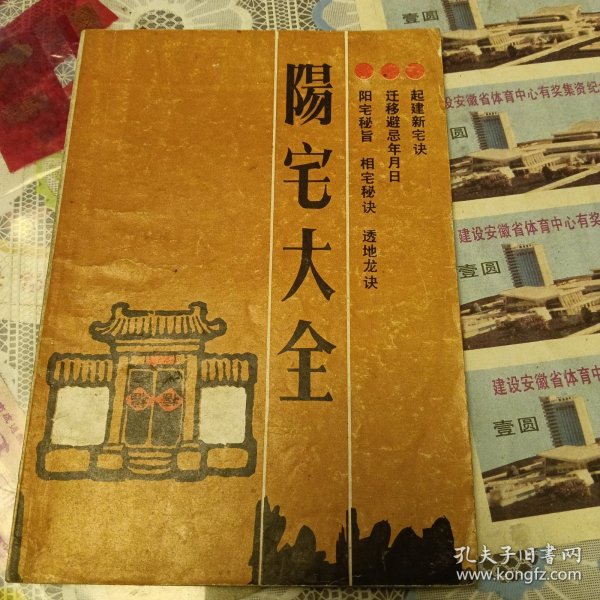 陽宅大全
起建新宅诀
迁移避忌年月日
阳宅秘旨 相宅秘诀 透地龙诀
壹圆
设安徽省体育中心有奖集资纪
圆
建设安徽省体育中心有奖
壹圆
建设安徽省体育中
壹圆
孔夫子旧书网
www.kongfz.com